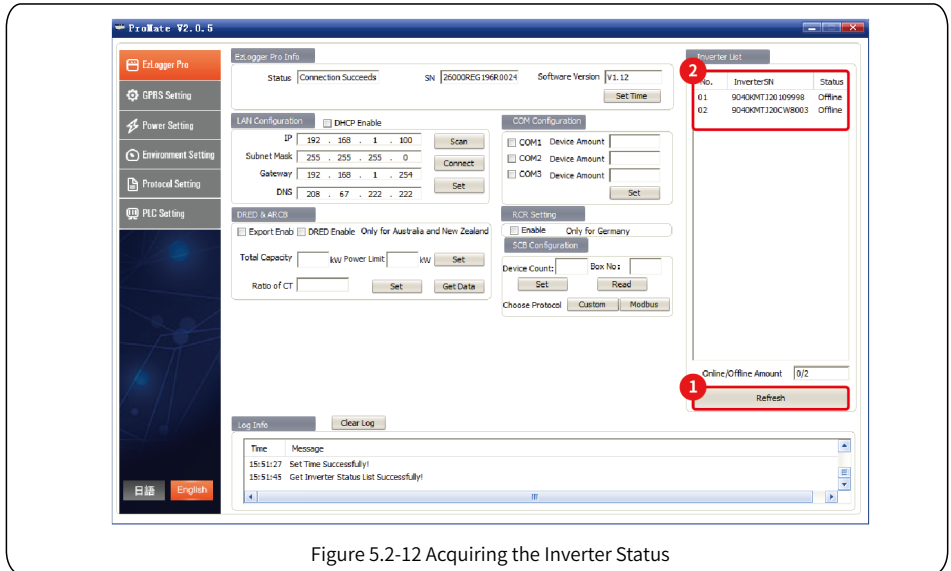 ProMate V2.0.5
EzLogger Pro
GPRS Setting
Power Setting
Environment Setting
Protocol Setting
PLC Setting
日語 English
EzLogger Pro Info
Status Connection Succeeds SN 26000REG196R0024 Software Version V1.12
Set Time
LAN Configuration DHCP Enable
IP 192 . 168 . 1 . 100 Scan
Subnet Mask 255 . 255 . 255 . 0 Connect
Gateway 192 . 168 . 1 . 254
DNS 208 . 67 . 222 . 222 Set
COM Configuration
COM1 Device Amount
COM2 Device Amount
COM3 Device Amount
Set
DRED & ARCB
Export Enab DRED Enable Only for Australia and New Zealand
Total Capacity kW Power Limit kW Set
Ratio of CT Set Get Data
RCR Setting
Enable Only for Germany
SCB Configuration
Device Count: Box No:
Set Read
Choose Protocol Custom Modbus
Inverter List
2
No. InverterSN Status
01 9040KMTJ20109998 Offline
02 9040KMTJ20CW8003 Offline
Online/Offline Amount 0/2
1
Refresh
Log Info Clear Log
Time Message
15:51:27 Set Time Successfully!
15:51:45 Get Inverter Status List Successfully!
Figure 5.2-12 Acquiring the Inverter Status